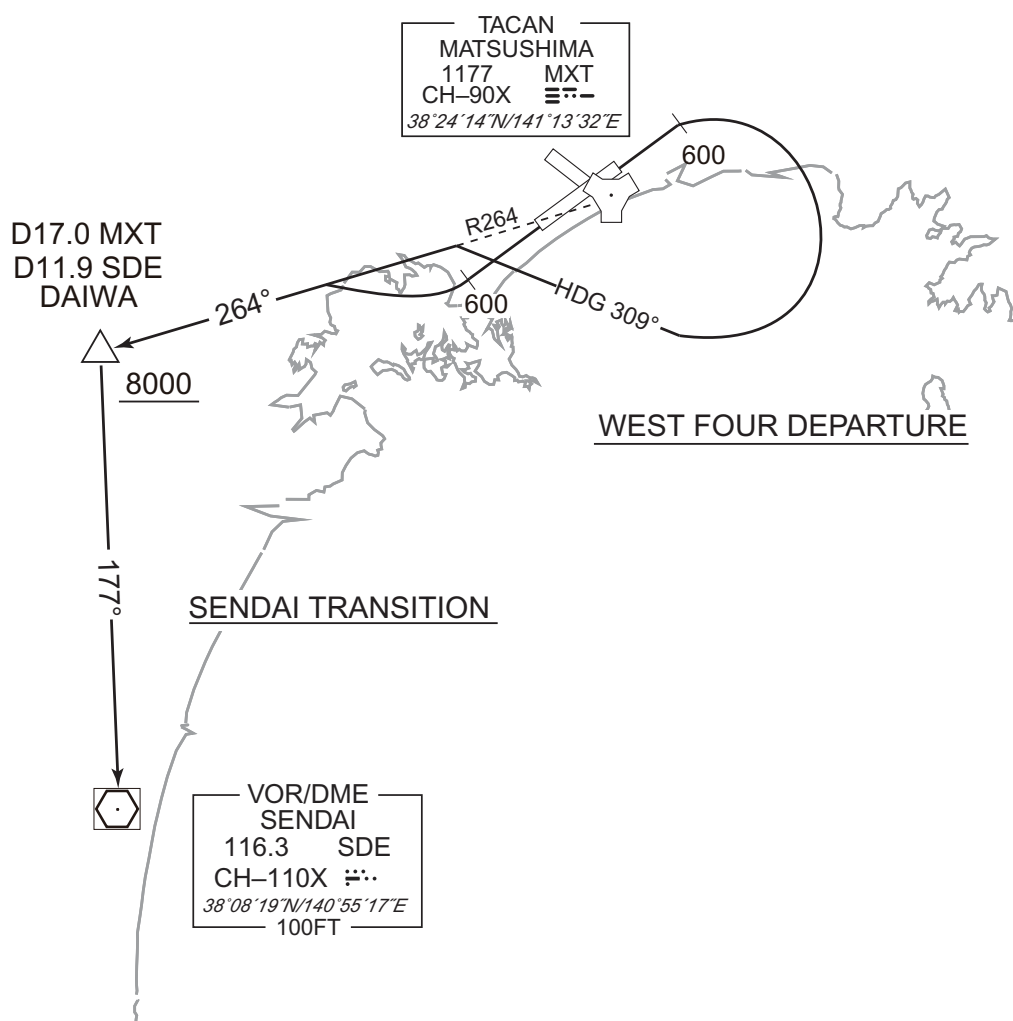 TACAN
MATSUSHIMA
1177 MXT
CH–90X
38°24´14˝N/141°13´32˝E
600
R264
D17.0 MXT
D11.9 SDE
DAIWA
264°
600
HDG 309°
8000
WEST FOUR DEPARTURE
177°
SENDAI TRANSITION
VOR/DME
SENDAI
116.3 SDE
CH–110X
38°08´19˝N/140°55´17˝E
100FT